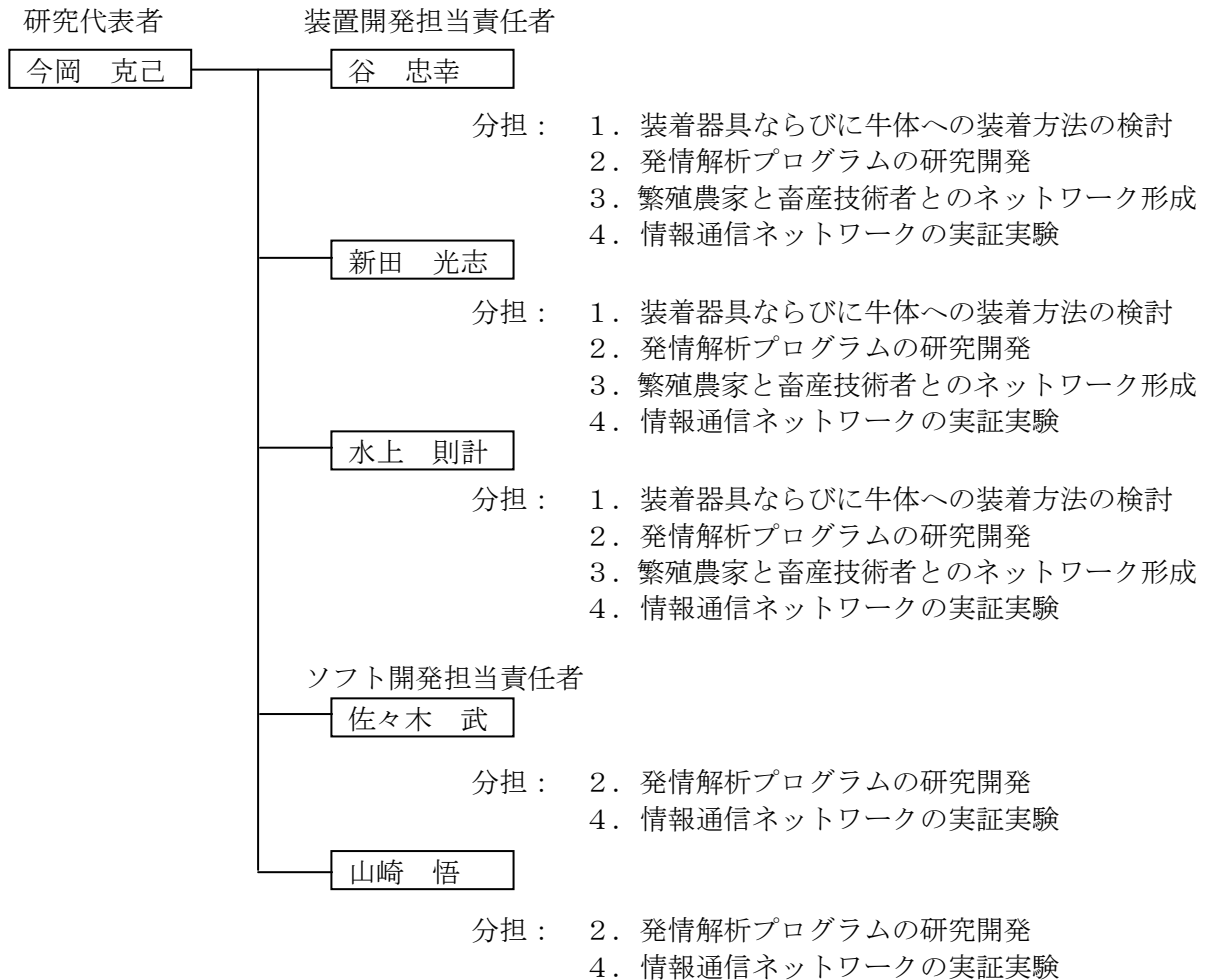 研究代表者　装置開発担当責任者
今岡　克己　谷　忠幸
分担：　１．装着器具ならびに牛体への装着方法の検討
２．発情解析プログラムの研究開発
３．繁殖農家と畜産技術者とのネットワーク形成
４．情報通信ネットワークの実証実験
新田　光志
分担：　１．装着器具ならびに牛体への装着方法の検討
２．発情解析プログラムの研究開発
３．繁殖農家と畜産技術者とのネットワーク形成
４．情報通信ネットワークの実証実験
水上　則計
分担：　１．装着器具ならびに牛体への装着方法の検討
２．発情解析プログラムの研究開発
３．繁殖農家と畜産技術者とのネットワーク形成
４．情報通信ネットワークの実証実験
ソフト開発担当責任者
佐々木　武
分担：　２．発情解析プログラムの研究開発
４．情報通信ネットワークの実証実験
山崎　悟
分担：　２．発情解析プログラムの研究開発
４．情報通信ネットワークの実証実験